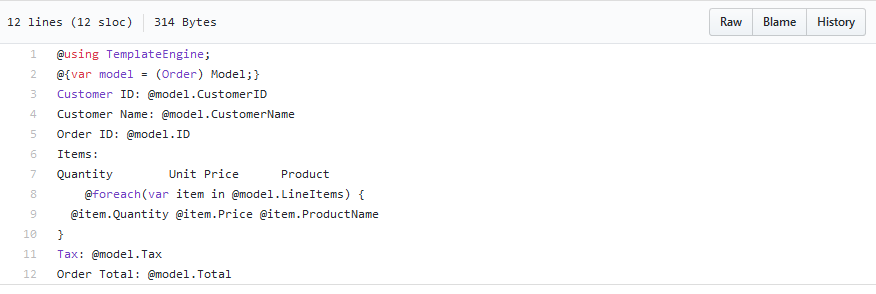 12 lines (12 sloc) 314 Bytes Raw Blame History
1 @using TemplateEngine;
2 @{var model = (Order) Model;}
3 Customer ID: @model.CustomerID
4 Customer Name: @model.CustomerName
5 Order ID: @model.ID
6 Items:
7 Quantity        Unit Price      Product
8     @foreach(var item in @model.LineItems) {
9   @item.Quantity @item.Price @item.ProductName
10 }
11 Tax: @model.Tax
12 Order Total: @model.Total